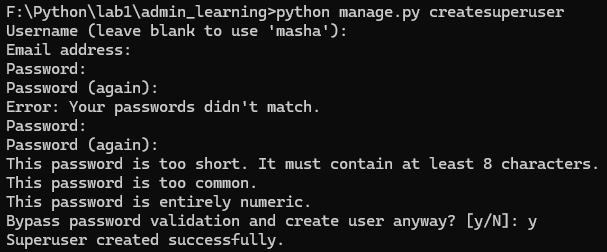 F:\Python\lab1\admin_learning>python manage.py createsuperuser
Username (leave blank to use 'masha'):
Email address:
Password:
Password (again):
Error: Your passwords didn't match.
Password:
Password (again):
This password is too short. It must contain at least 8 characters.
This password is too common.
This password is entirely numeric.
Bypass password validation and create user anyway? [y/N]: y
Superuser created successfully.